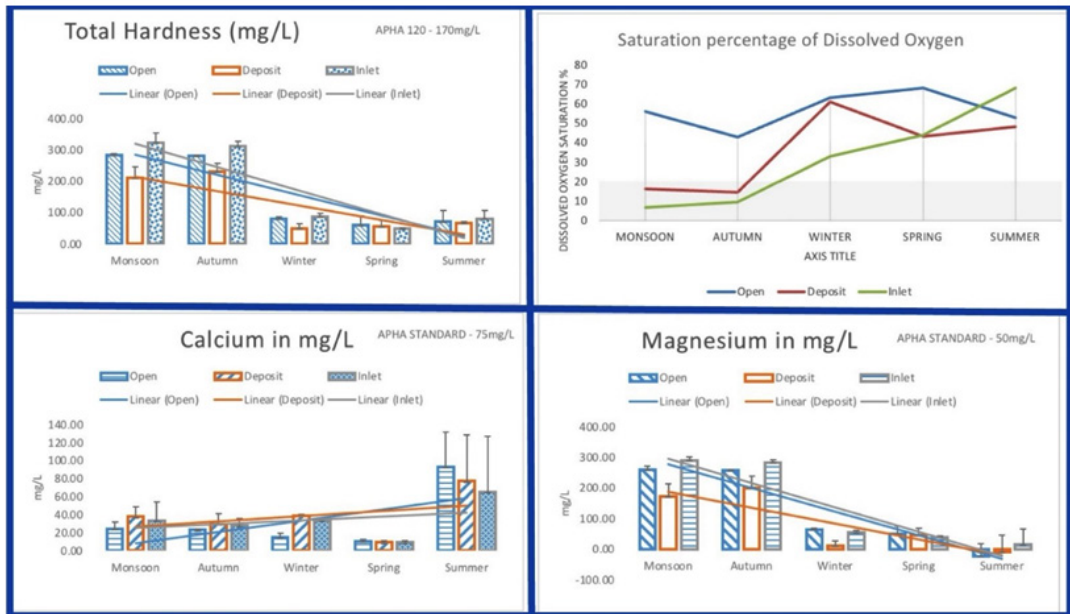 Total Hardness (mg/L)
APHA 120 - 170mg/L
Open
Deposit
Inlet
Linear (Open)
Linear (Deposit)
Linear (Inlet)
400.00
300.00
200.00
100.00
0.00
mg/L
Monsoon
Autumn
Winter
Spring
Summer
Saturation percentage of Dissolved Oxygen
DISSOLVED OXYGEN SATURATION %
80
70
60
50
40
30
20
10
0
MONSOON
AUTUMN
WINTER
SPRING
SUMMER
AXIS TITLE
Open
Deposit
Inlet
Calcium in mg/L
APHA STANDARD - 75mg/L
Open
Deposit
Inlet
Linear (Open)
Linear (Deposit)
Linear (Inlet)
140.00
120.00
100.00
80.00
60.00
40.00
20.00
0.00
mg/L
Monsoon
Autumn
Winter
Spring
Summer
Magnesium in mg/L
APHA STANDARD - 50mg/L
Open
Deposit
Inlet
Linear (Open)
Linear (Deposit)
Linear (Inlet)
400.00
300.00
200.00
100.00
0.00
-100.00
mg/L
Monsoon
Autumn
Winter
Spring
Summer